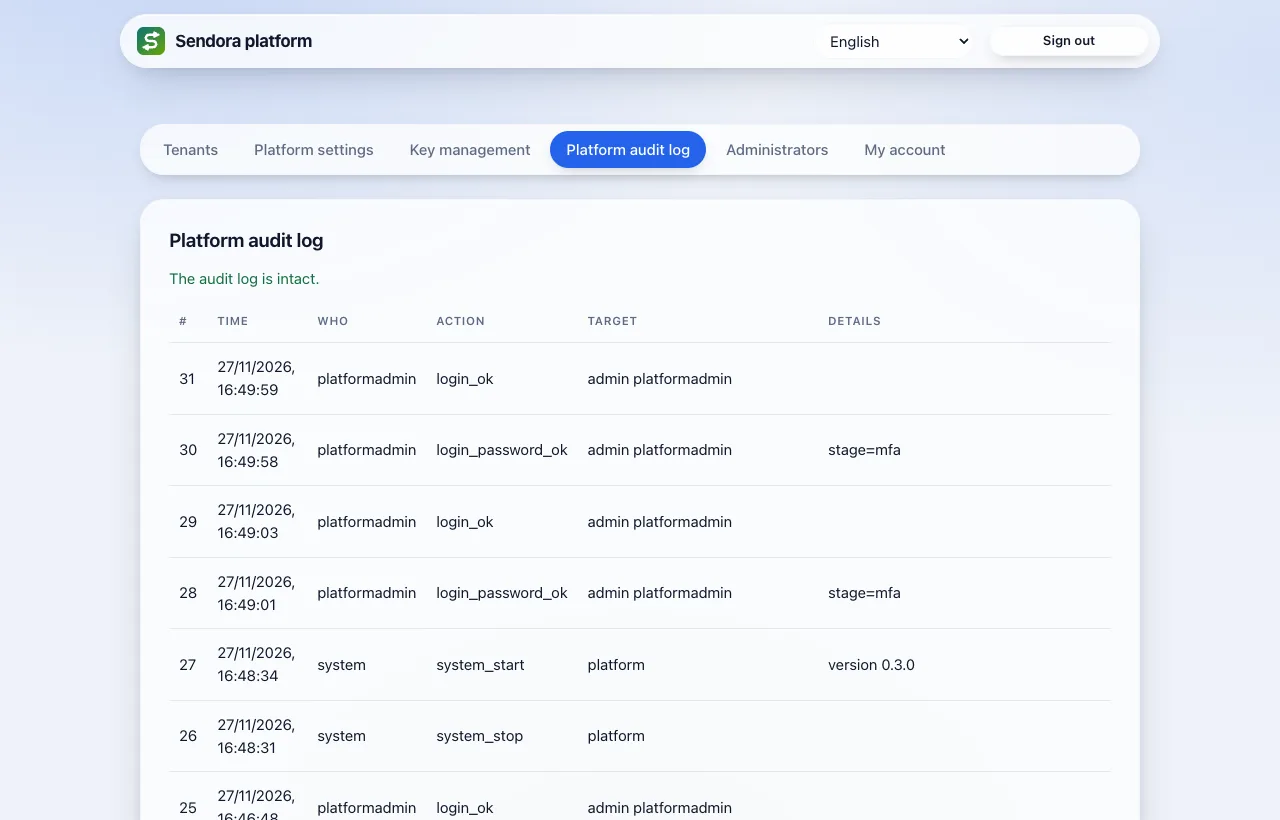 Sendora platform
English
Sign out
Tenants
Platform settings
Key management
Platform audit log
Administrators
My account
Platform audit log
The audit log is intact.
# TIME WHO ACTION TARGET DETAILS
31 27/11/2026, 16:49:59 platformadmin login_ok admin platformadmin
30 27/11/2026, 16:49:58 platformadmin login_password_ok admin platformadmin stage=mfa
29 27/11/2026, 16:49:03 platformadmin login_ok admin platformadmin
28 27/11/2026, 16:49:01 platformadmin login_password_ok admin platformadmin stage=mfa
27 27/11/2026, 16:48:34 system system_start platform version 0.3.0
26 27/11/2026, 16:48:31 system system_stop platform
25 27/11/2026, 16:46:48 platformadmin login_ok admin platformadmin